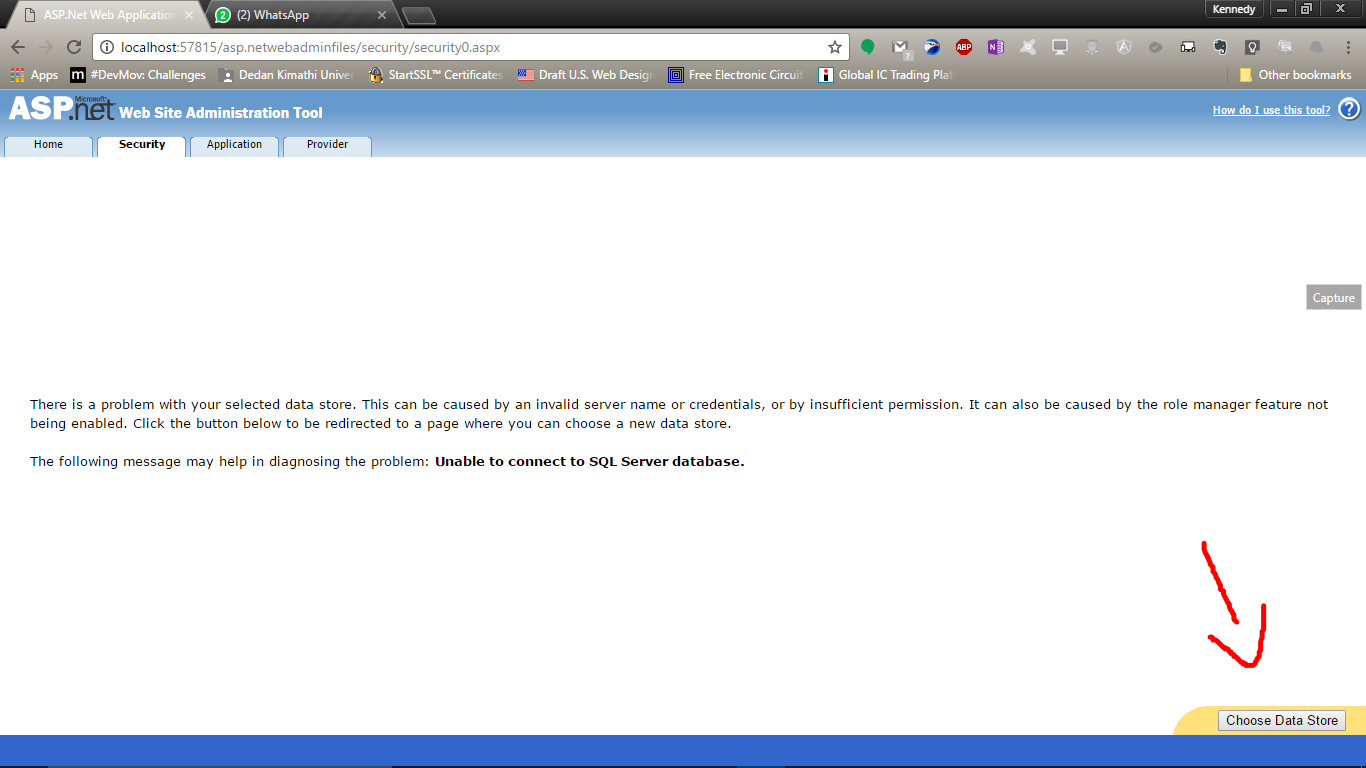 ASP.Net Web Application
(2) WhatsApp
Kennedy
localhost:57815/asp.netwebadminfiles/security/security0.aspx
Apps
#DevMov: Challenges
Dedan Kimathi Univer
StartSSL™ Certificates
Draft U.S. Web Design
Free Electronic Circuit
Global IC Trading Plat
Other bookmarks
Microsoft
ASP.net Web Site Administration Tool
How do I use this tool?
Home
Security
Application
Provider
Capture
There is a problem with your selected data store. This can be caused by an invalid server name or credentials, or by insufficient permission. It can also be caused by the role manager feature not
being enabled. Click the button below to be redirected to a page where you can choose a new data store.
The following message may help in diagnosing the problem: Unable to connect to SQL Server database.
Choose Data Store